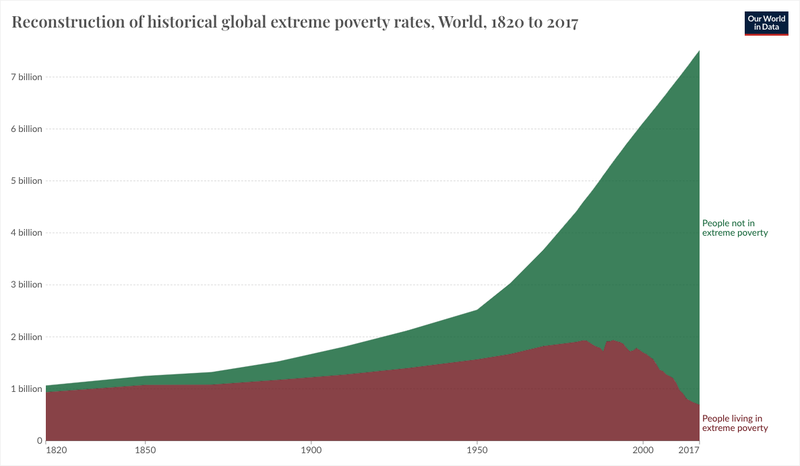 Reconstruction of historical global extreme poverty rates, World, 1820 to 2017
Our World
in Data
7 billion
6 billion
5 billion
4 billion
3 billion
2 billion
1 billion
0
People not in
extreme poverty
People living in
extreme poverty
1820
1850
1900
1950
2000
2017